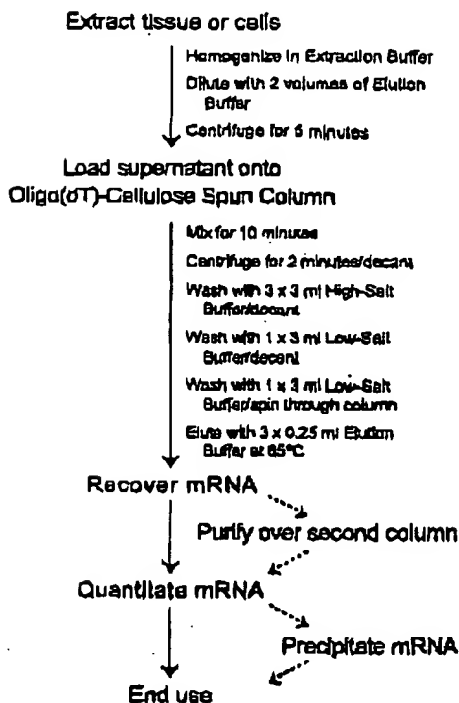 Extract tissue or cells
Homogenize in Extraction Buffer
Dilute with 2 volumes of Elution
Buffer
Centrifuge for 5 minutes
Load supernatant onto
Oligo(dT)-Cellulose Spun Column
Mix for 10 minutes
Centrifuge for 2 minutes/decant
Wash with 3 x 3 ml High-Salt
Buffer/decant
Wash with 1 x 3 ml Low-Salt
Buffer/decant
Wash with 1 x 3 ml Low-Salt
Buffer/spin through column
Elute with 3 x 0.25 ml Elution
Buffer at 65°C
Recover mRNA
Purify over second column
Quantitate mRNA
Precipitate mRNA
End use